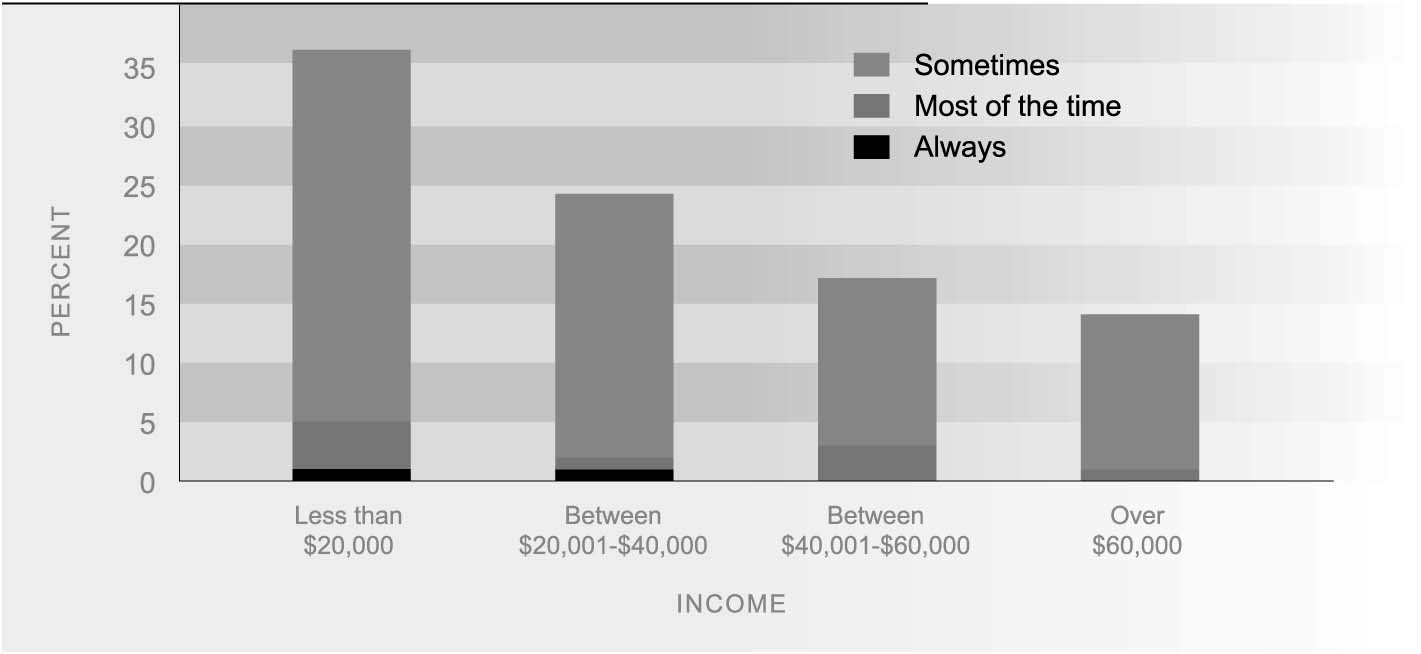 35
30
25
20
15
10
5
0
PERCENT
Sometimes
Most of the time
Always
Less than
$20,000
Between
$20,001-$40,000
Between
$40,001-$60,000
Over
$60,000
INCOME